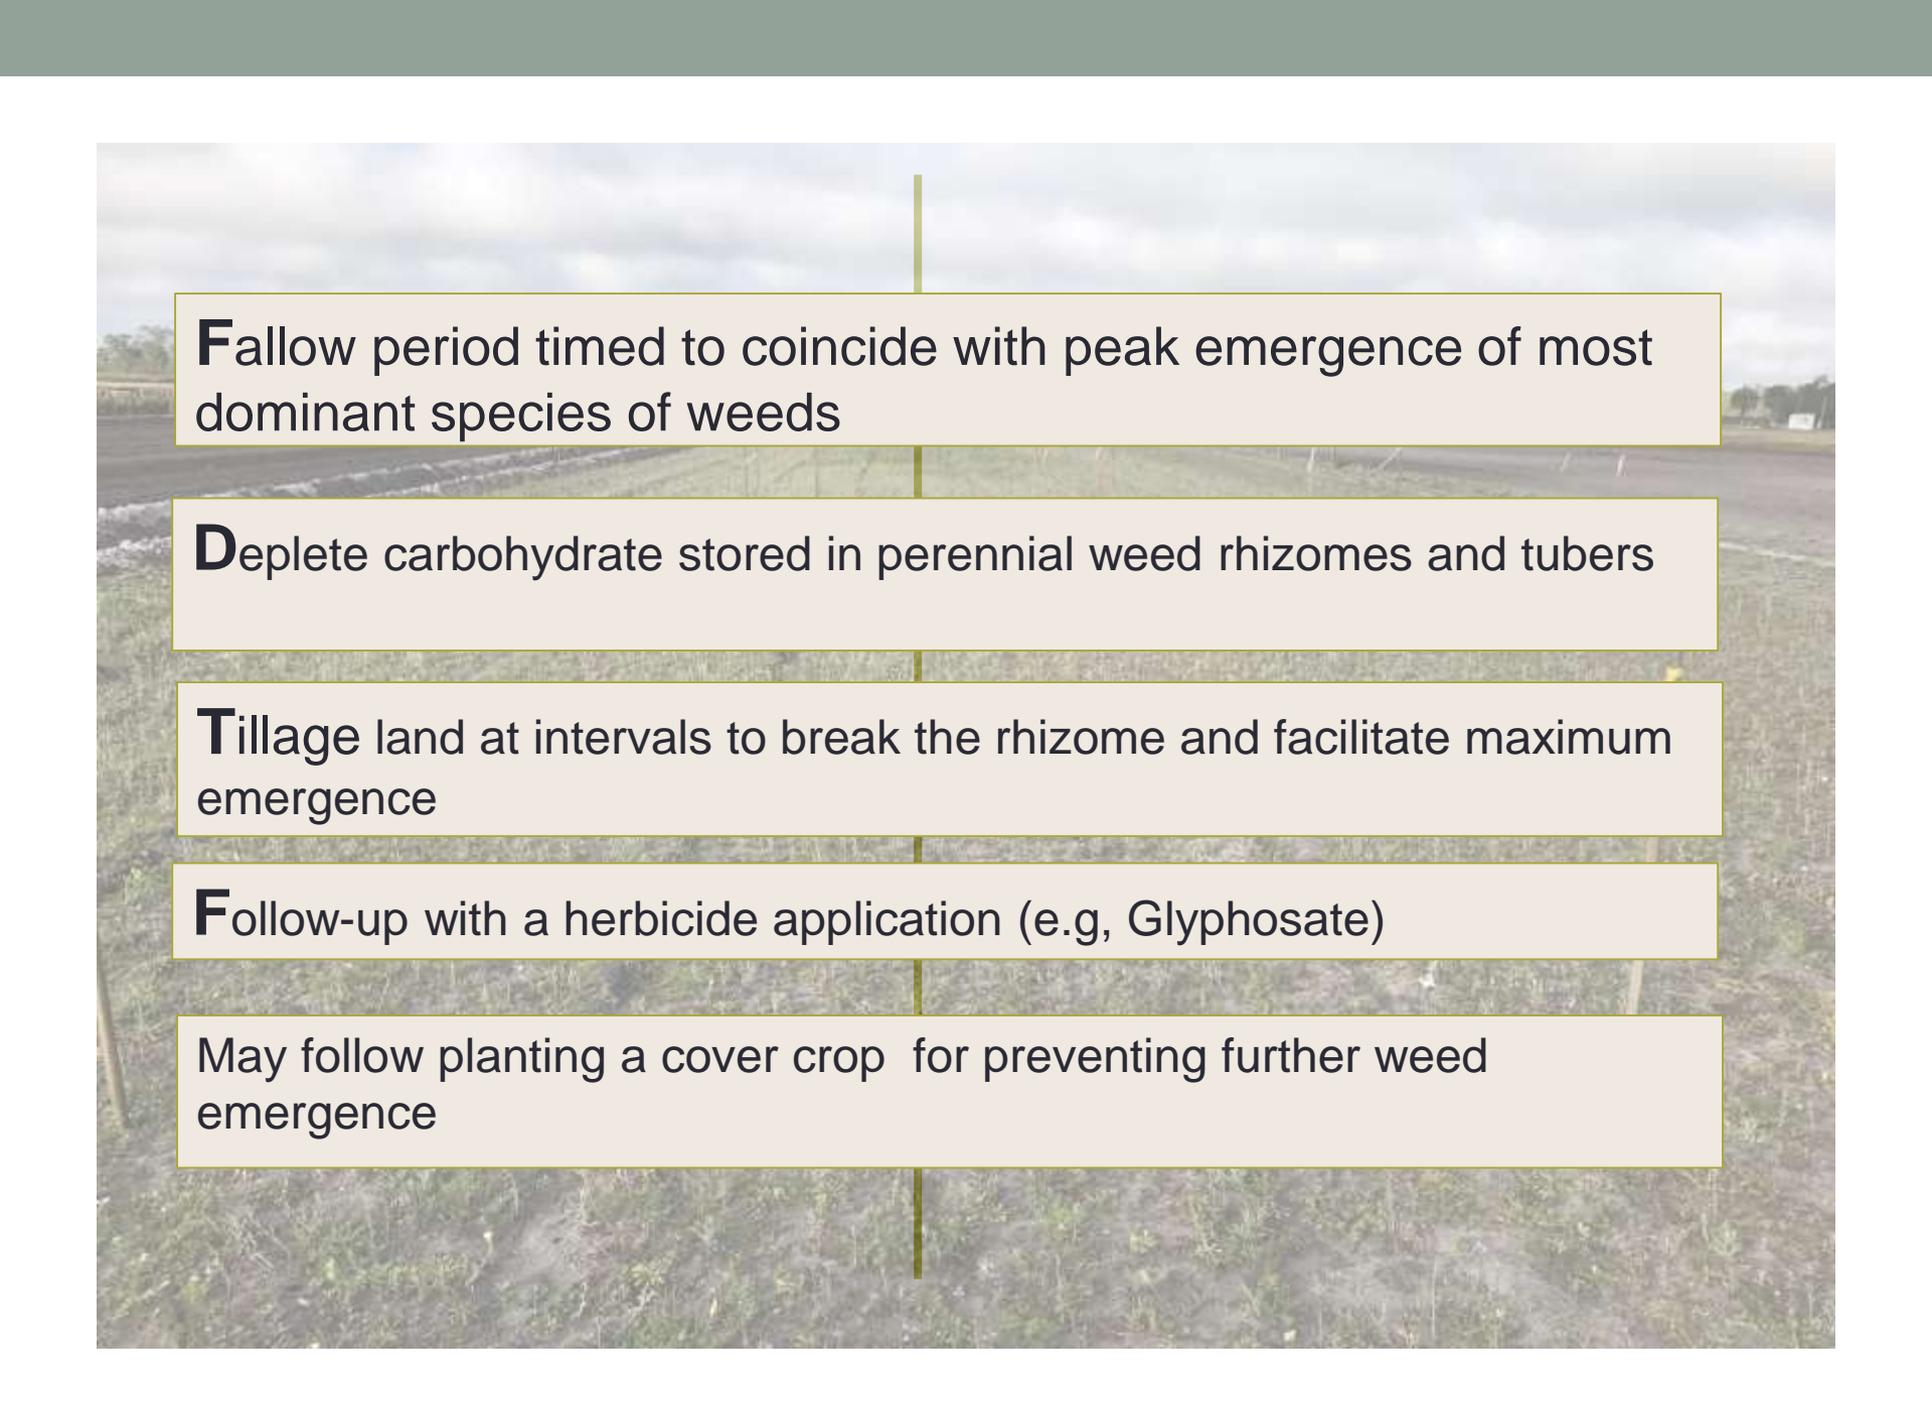 Fallow period timed to coincide with peak emergence of most
dominant species of weeds
Deplete carbohydrate stored in perennial weed rhizomes and tubers
Tillage land at intervals to break the rhizome and facilitate maximum
emergence
Follow-up with a herbicide application (e.g, Glyphosate)
May follow planting a cover crop  for preventing further weed
emergence